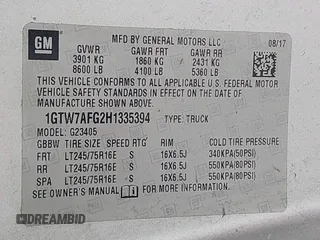 GM
MFD BY GENERAL MOTORS LLC
08/17
GVWR GAWR FRT GAWR RR
3901 KG 1860 KG 2431 KG
8600 LB 4100 LB 5360 LB
THIS VEHICLE CONFORMS TO ALL APPLICABLE U.S. FEDERAL MOTOR
VEHICLE SAFETY STANDARDS IN EFFECT ON THE DATE OF
MANUFACTURE SHOWN ABOVE.
1GTW7AFG2H1335394 TYPE: TRUCK
MODEL: G23405
GBBW TIRE SIZE SPEED RTG RIM COLD TIRE PRESSURE
FRT LT245/75R16E S 16X6.5J 340KPA(50PSI)
RR LT245/75R16E S 16X6.5J 550KPA(80PSI)
SPA LT245/75R16E S 16X6.5J 550KPA(80PSI)
SEE OWNER'S MANUAL FOR MORE INFORMATION.
DREAMBID